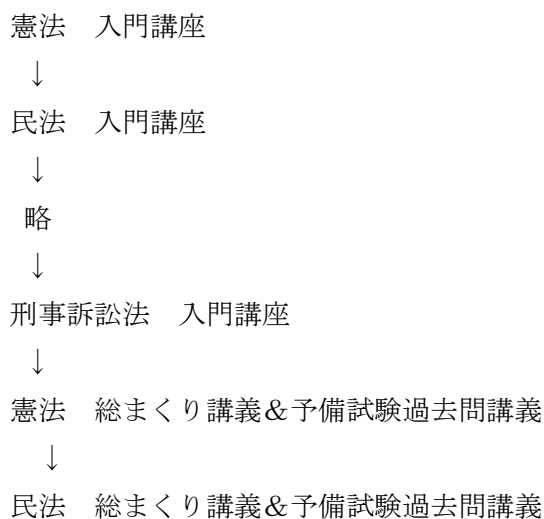 憲法　入門講座
↓
民法　入門講座
↓
略
↓
刑事訴訟法　入門講座
↓
憲法　総まくり講義&予備試験過去問講義
↓
民法　総まくり講義&予備試験過去問講義